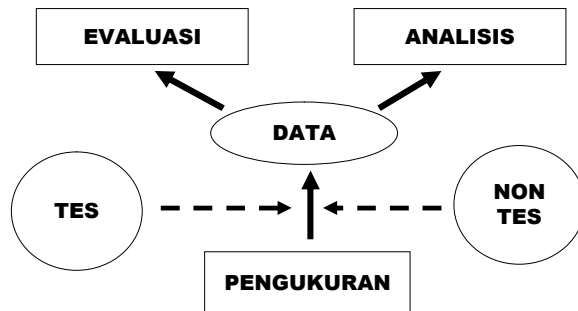 EVALUASI
ANALISIS
DATA
TES
NON
TES
PENGUKURAN